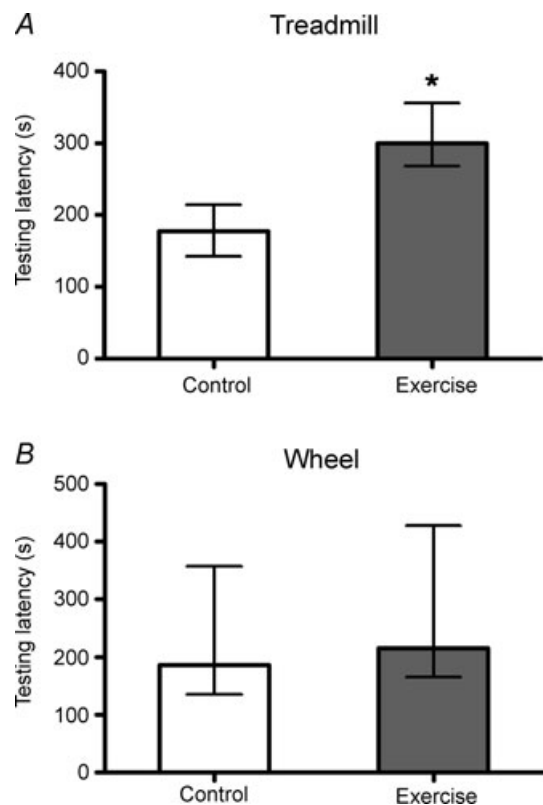 A
Treadmill
Testing latency (s)
400
300
200
100
0
*
Control
Exercise
B
Wheel
Testing latency (s)
500
400
300
200
100
0
Control
Exercise